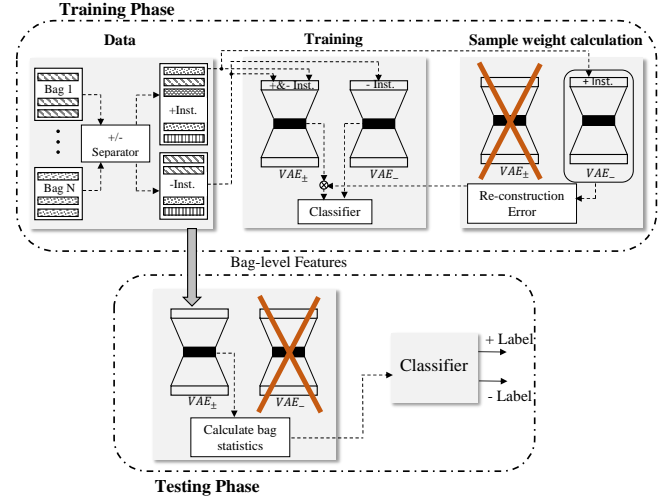 Training Phase
Data
Training
Sample weight calculation
Bag 1
+Inst.
+/-
Separator
Bag N
-Inst.
+&- Inst.
- Inst.
+ Inst.
VAE±
VAE−
VAE±
VAE−
Classifier
Re-construction
Error
Bag-level Features
VAE±
VAE−
Calculate bag
statistics
Classifier
+ Label
- Label
Testing Phase